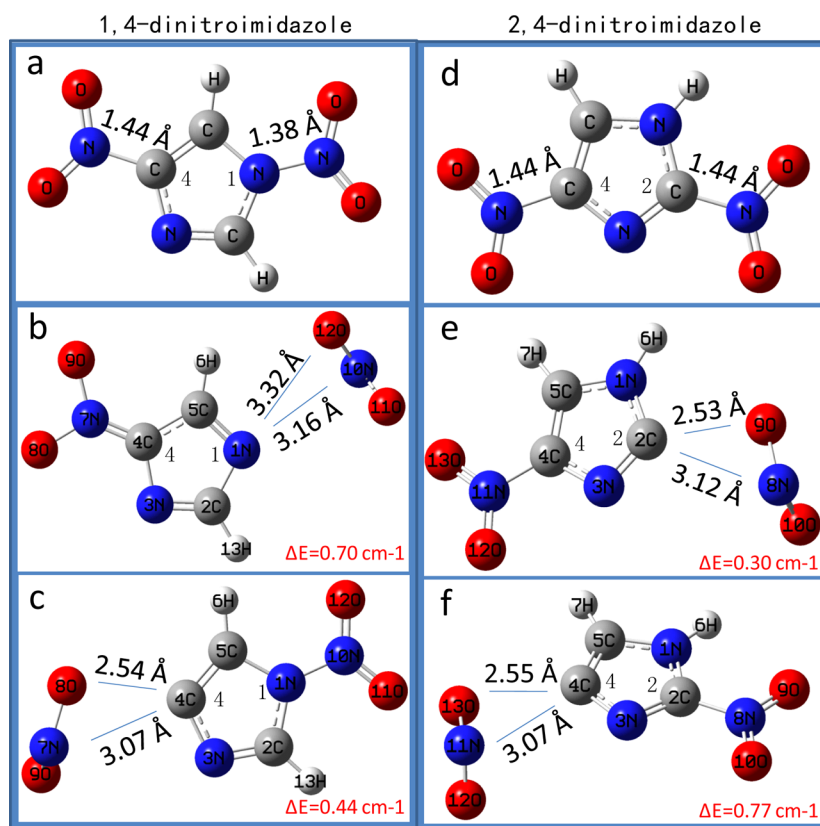 1,4-dinitroimidazole
2,4-dinitroimidazole
a
H
O
O
1.44 Å
C
1.38 Å
N
N
N
C
4
1
O
O
N
C
H
b
12O
9O
6H
10N
3.32 Å
11O
5C
3.16 Å
7N
4C
1N
8O
4
1
3N
2C
13H
ΔE=0.70 cm-1
c
6H
12O
5C
10N
2.54 Å
8O
4C
4
1
1N
11O
7N
3.07 Å
3N
2C
9O
13H
ΔE=0.44 cm-1
d
H
H
C
N
O
O
1.44 Å
C
4
2
C
1.44 Å
N
N
N
O
O
e
6H
7H
5C
1N
2.53 Å
9O
2
2C
13O
4C
4
3.12 Å
11N
3N
8N
10O
12O
ΔE=0.30 cm-1
f
7H
6H
5C
1N
2.55 Å
4C
4
2
2C
9O
13O
3N
8N
11N
3.07 Å
10O
12O
ΔE=0.77 cm-1